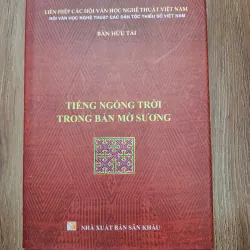 LIÊN HIỆP CÁC HỘI VĂN HỌC NGHỆ THUẬT VIỆT NAM
HỘI VĂN HỌC NGHỆ THUẬT CÁC DÂN TỘC THIỂU SỐ VIỆT NAM
BÀN HỮU TÀI
TIẾNG NGỖNG TRỜI
TRONG BẢN MỜ SƯƠNG
NHÀ XUẤT BẢN SÂN KHẤU